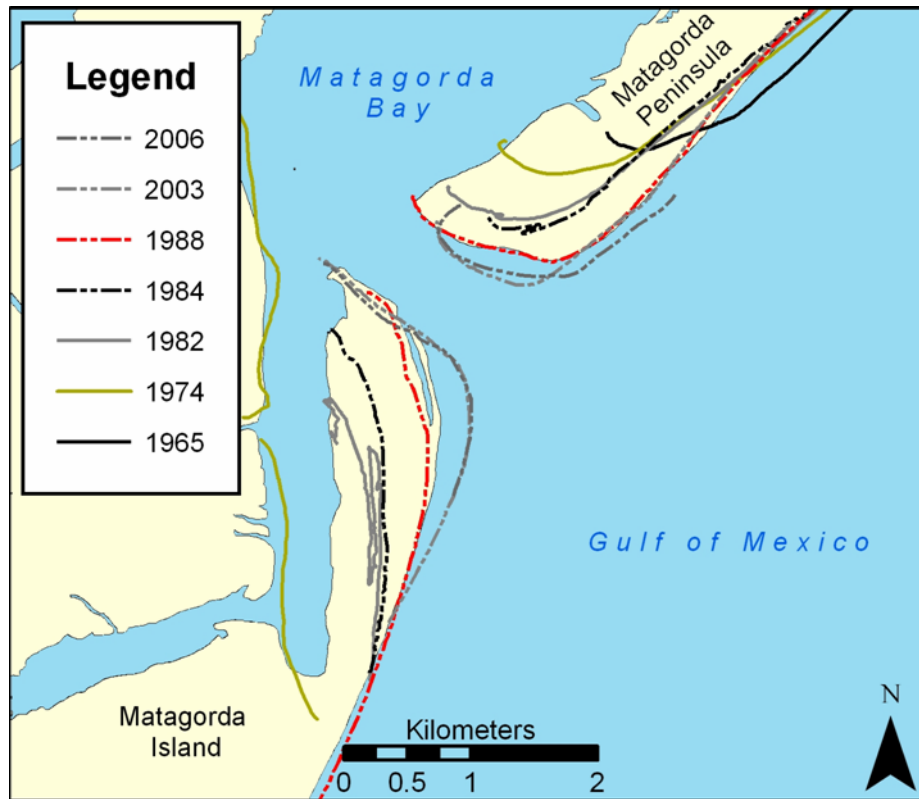 Legend
2006
2003
1988
1984
1982
1974
1965
Matagorda
Bay
Matagorda
Peninsula
Gulf of Mexico
Matagorda
Island
Kilometers
0 0.5 1 2
N